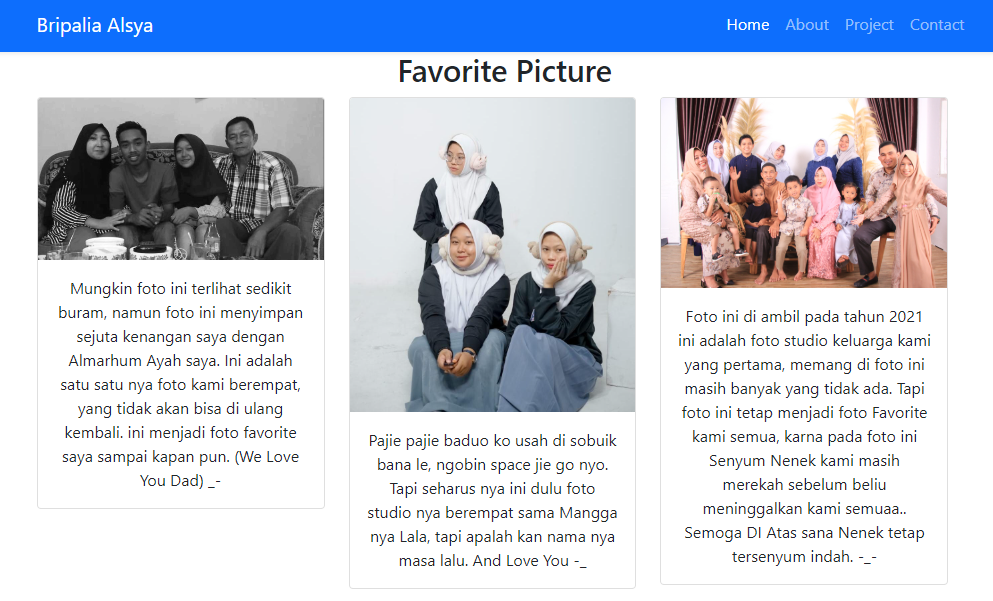 Bripalia Alsya
Home About Project Contact
Favorite Picture
Mungkin foto ini terlihat sedikit
buram, namun foto ini menyimpan
sejuta kenangan saya dengan
Almarhum Ayah saya. Ini adalah
satu satu nya foto kami berempat,
yang tidak akan bisa di ulang
kembali. ini menjadi foto favorite
saya sampai kapan pun. (We Love
You Dad) _-
Pajie pajie baduo ko usah di sobuik
bana le, ngobin space jie go nyo.
Tapi seharus nya ini dulu foto
studio nya berempat sama Mangga
nya Lala, tapi apalah kan nama nya
masa lalu. And Love You -_
Foto ini di ambil pada tahun 2021
ini adalah foto studio keluarga kami
yang pertama, memang di foto ini
masih banyak yang tidak ada. Tapi
foto ini tetap menjadi foto Favorite
kami semua, karna pada foto ini
Senyum Nenek kami masih
merekah sebelum beliu
meninggalkan kami semuaa..
Semoga DI Atas sana Nenek tetap
tersenyum indah. -_-